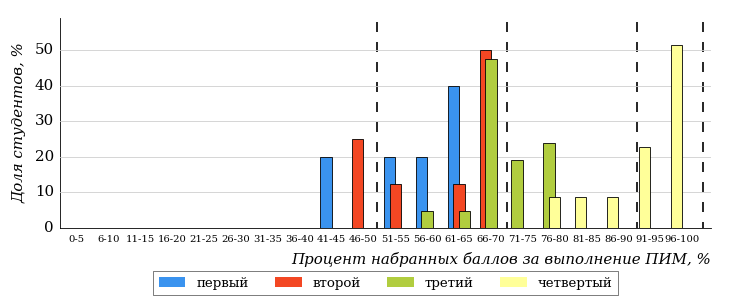 Доля студентов, %
50
40
30
20
10
0
0-5 6-10 11-15 16-20 21-25 26-30 31-35 36-40 41-45 46-50 51-55 56-60 61-65 66-70 71-75 76-80 81-85 86-90 91-95 96-100
Процент набранных баллов за выполнение ПИМ, %
первый второй третий четвертый